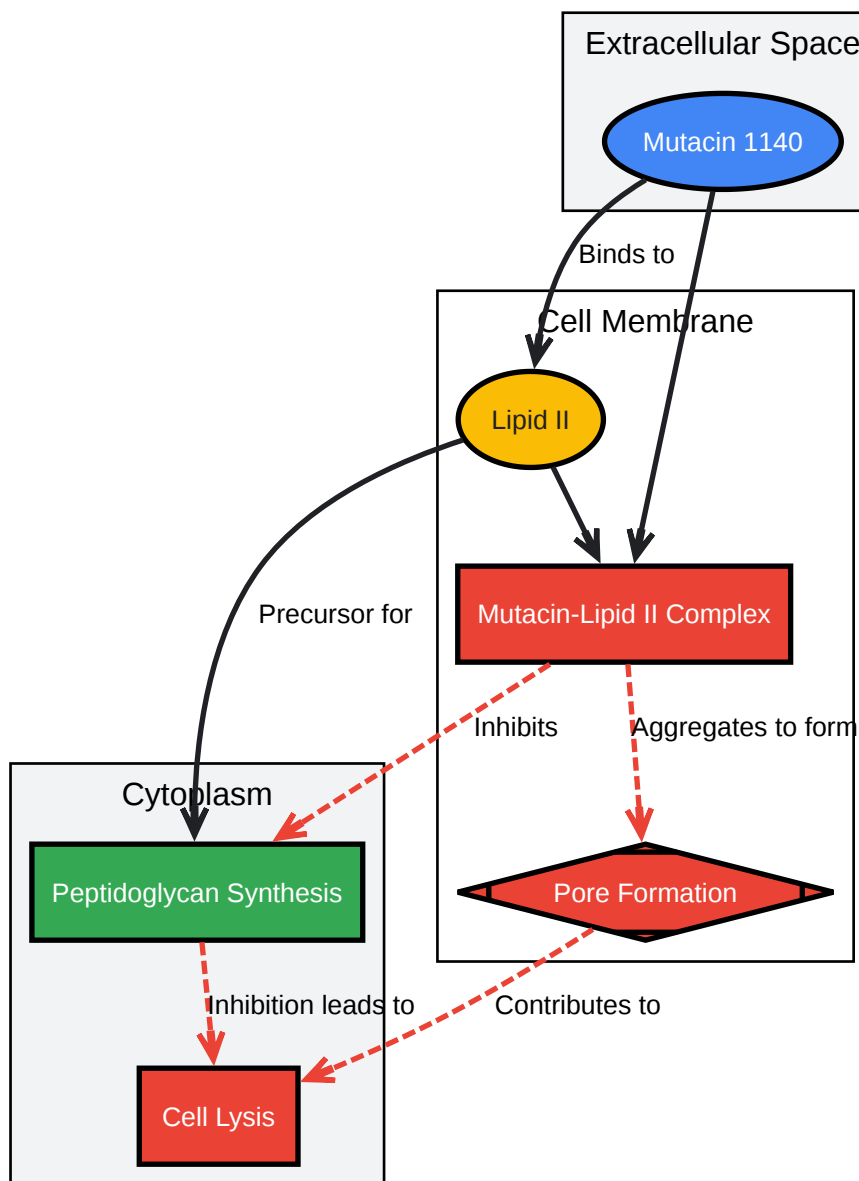 Extracellular Space
Mutacin 1140
Binds to
Cell Membrane
Lipid II
Precursor for
Mutacin-Lipid II Complex
Inhibits
Aggregates to form
Cytoplasm
Peptidoglycan Synthesis
Pore Formation
Inhibition leads to
Contributes to
Cell Lysis